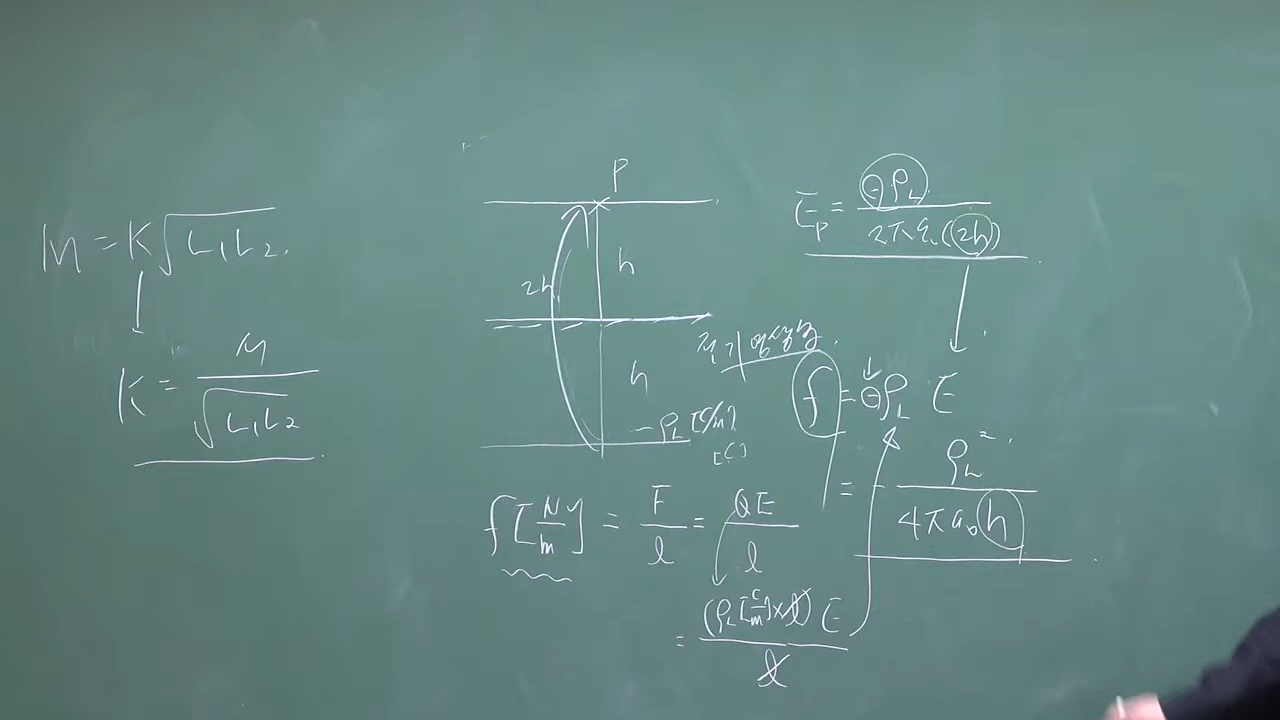 M = K√L₁L₂
K = M / √L₁L₂
P
2h
h
h
-ρL [C/m]
[C]
f [N/m] = F / l = QE / l
= (ρL [C/m] × l) E / l
Ep = ⊖ρL / 2πε₀(2h)
전기영상법
f = ⊖ρL E
= - ρL² / 4πε₀h